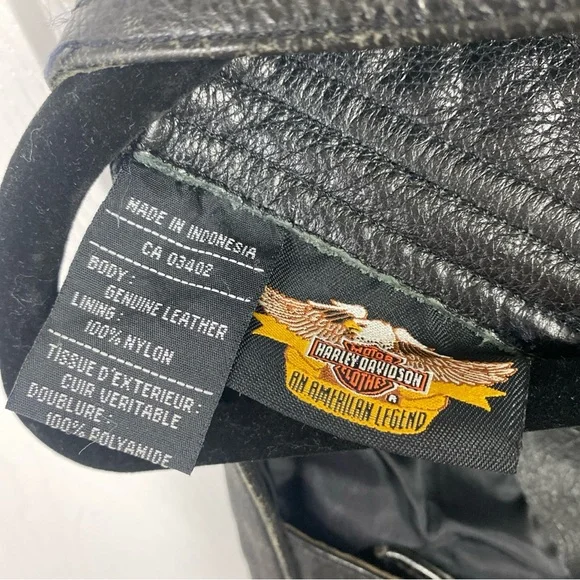 MADE IN INDONESIA
CA 03402
BODY:
GENUINE LEATHER
LINING:
100% NYLON
TISSUE D'EXTERIEUR:
CUIR VERITABLE
DOUBLURE:
100% POLYAMIDE
MOTOR
HARLEY-DAVIDSON
CLOTHES
®
AN AMERICAN LEGEND